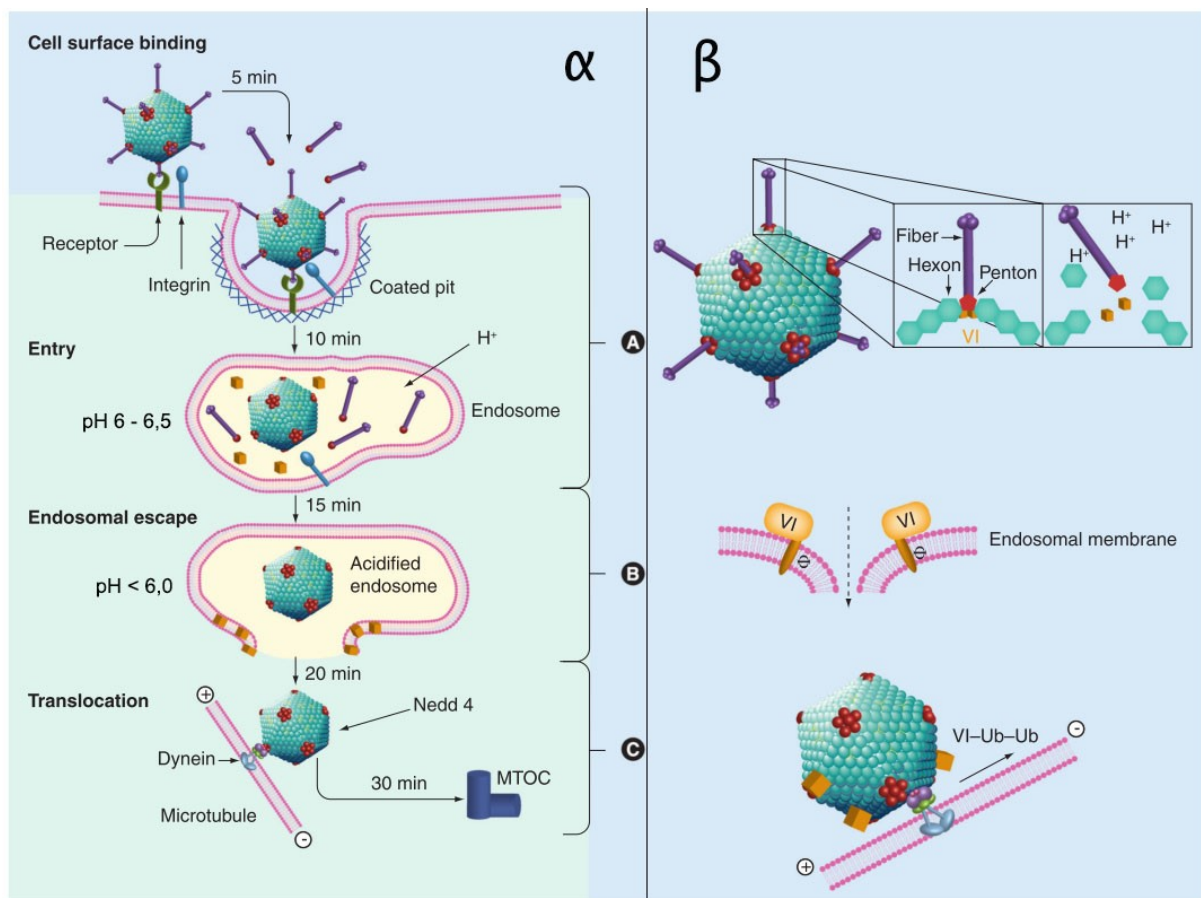 Cell surface binding
α
5 min
Receptor
Integrin
Coated pit
10 min
A
Entry
H⁺
pH 6 - 6,5
Endosome
15 min
Endosomal escape
pH < 6,0
Acidified
endosome
B
20 min
Translocation
+
Nedd 4
Dynein
C
30 min
MTOC
Microtubule
-
β
Fiber
Hexon
Penton
VI
H⁺
H⁺
H⁺
H⁺
VI
VI
Φ
Φ
Endosomal membrane
VI–Ub–Ub
-
+